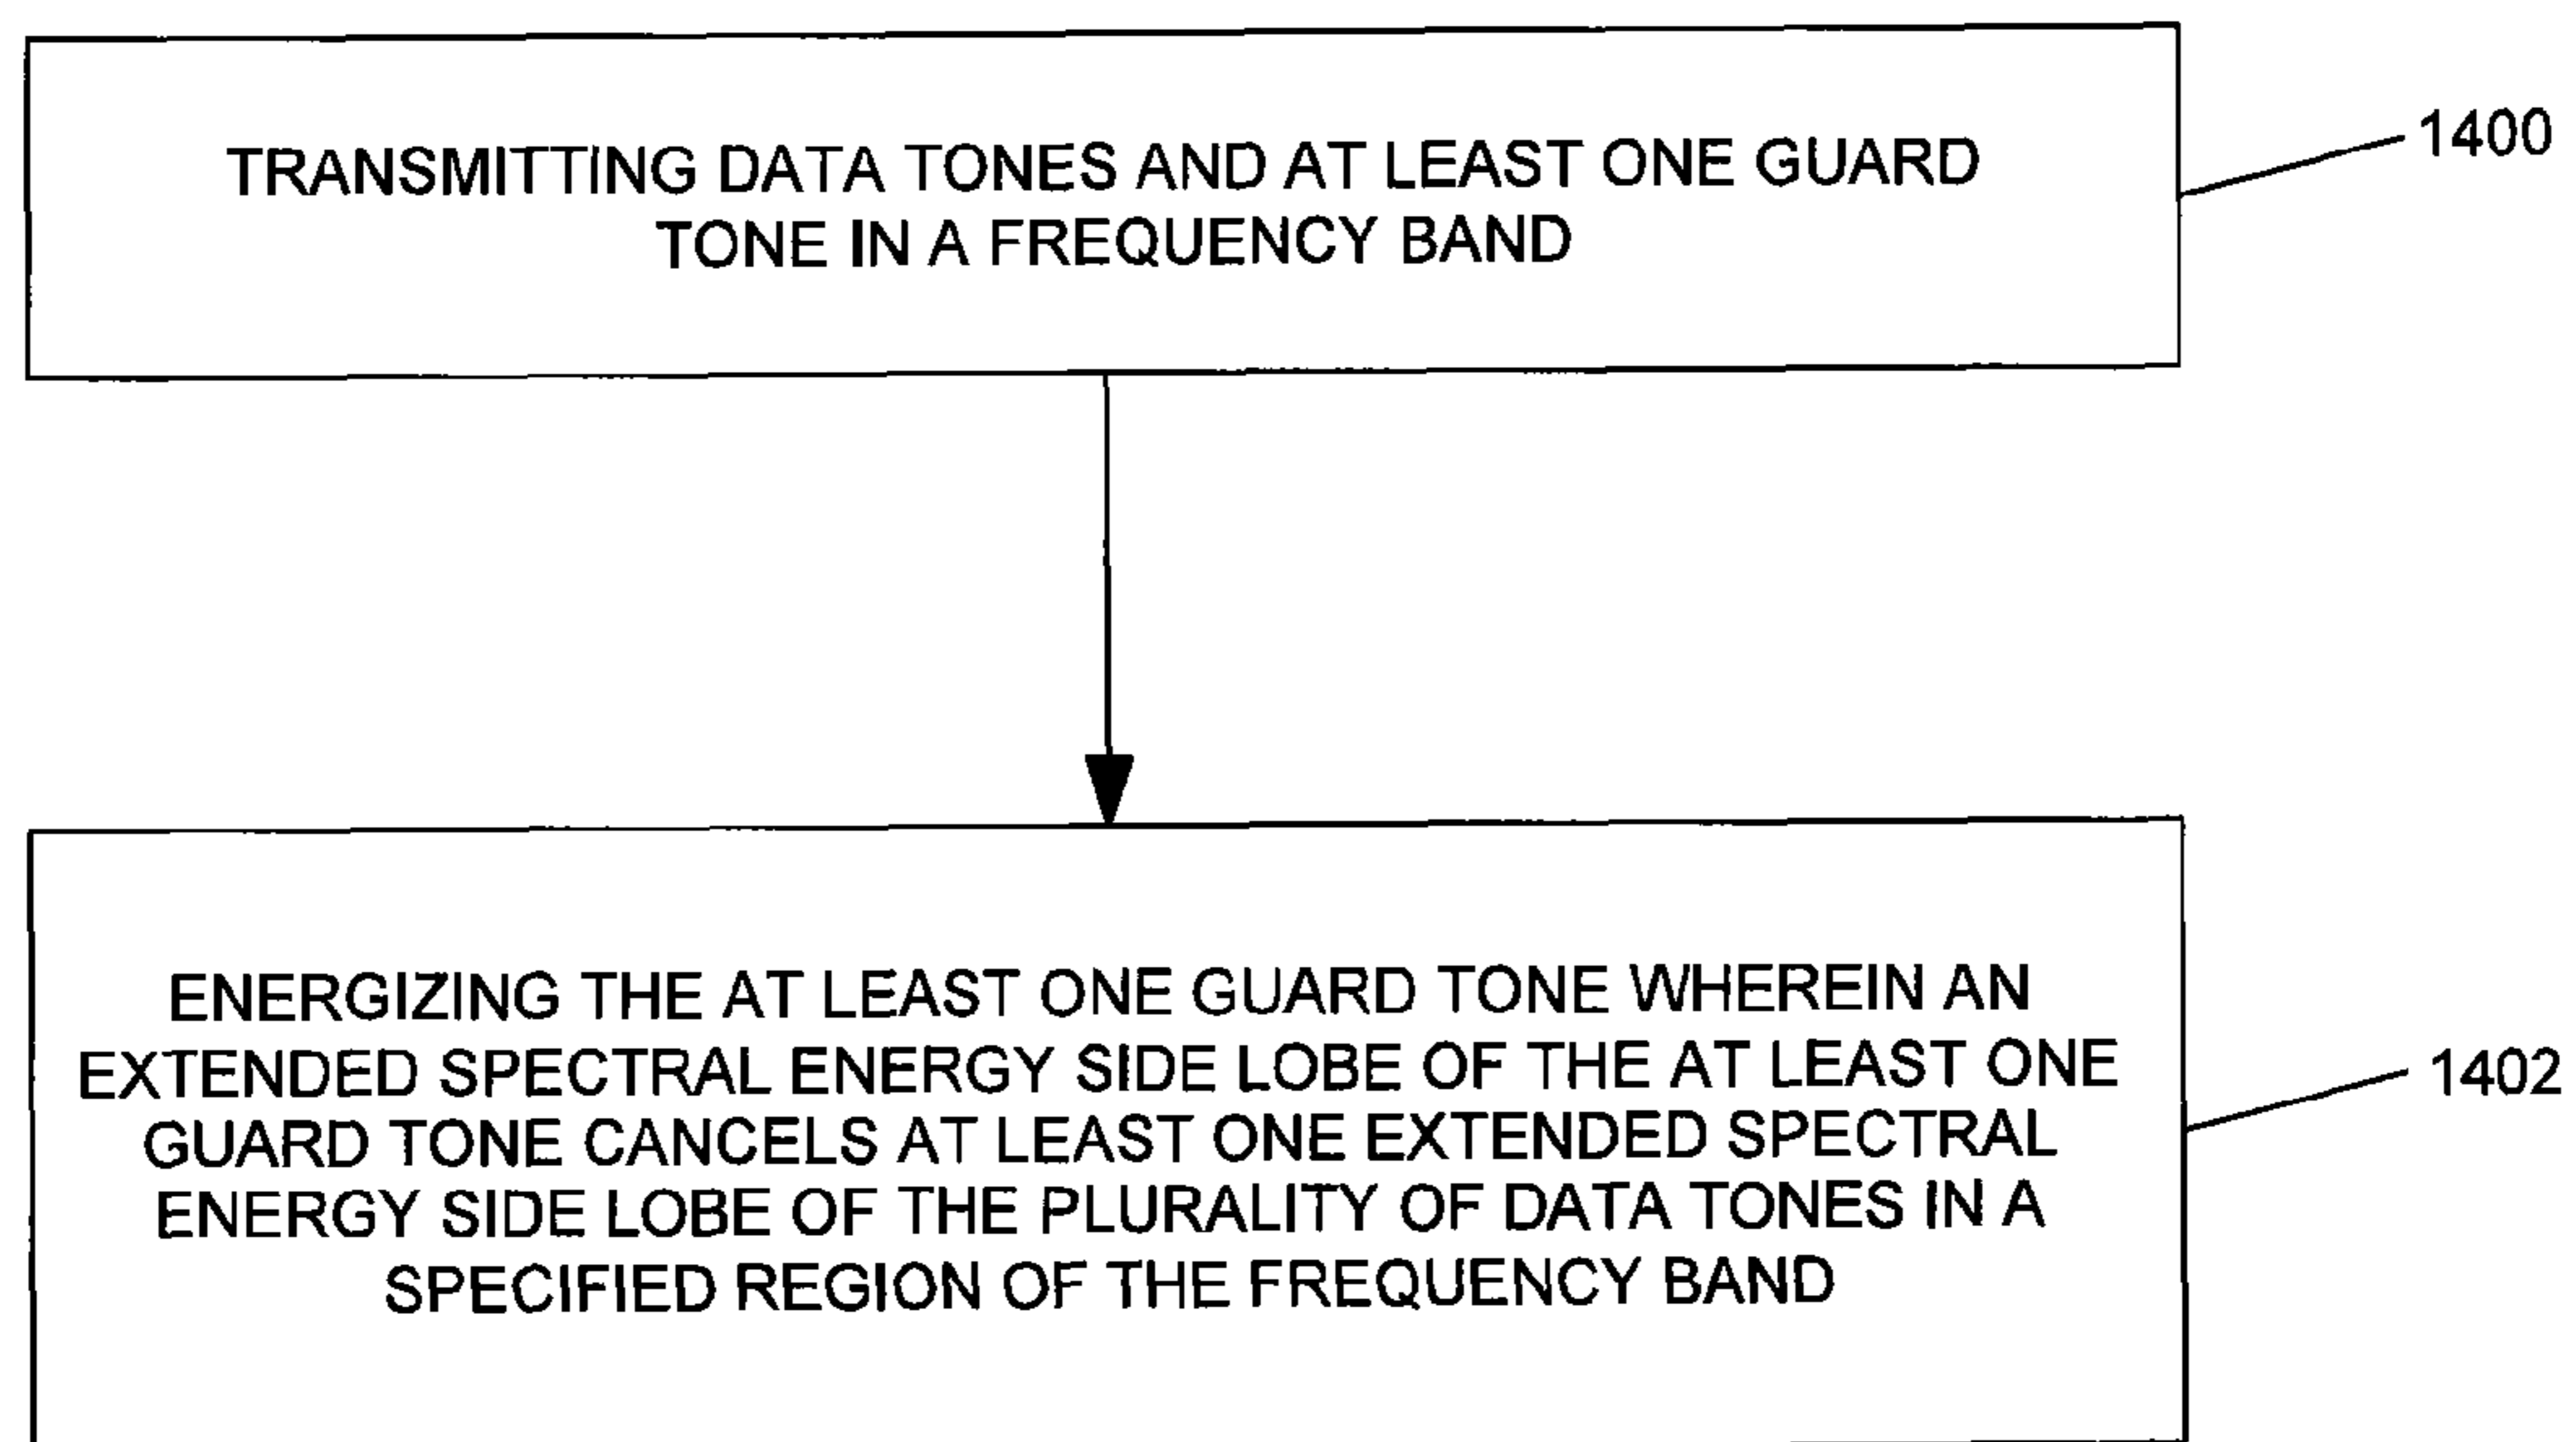 TRANSMITTING DATA TONES AND AT LEAST ONE GUARD
TONE IN A FREQUENCY BAND
1400
ENERGIZING THE AT LEAST ONE GUARD TONE WHEREIN AN
EXTENDED SPECTRAL ENERGY SIDE LOBE OF THE AT LEAST ONE
GUARD TONE CANCELS AT LEAST ONE EXTENDED SPECTRAL
ENERGY SIDE LOBE OF THE PLURALITY OF DATA TONES IN A
SPECIFIED REGION OF THE FREQUENCY BAND
1402